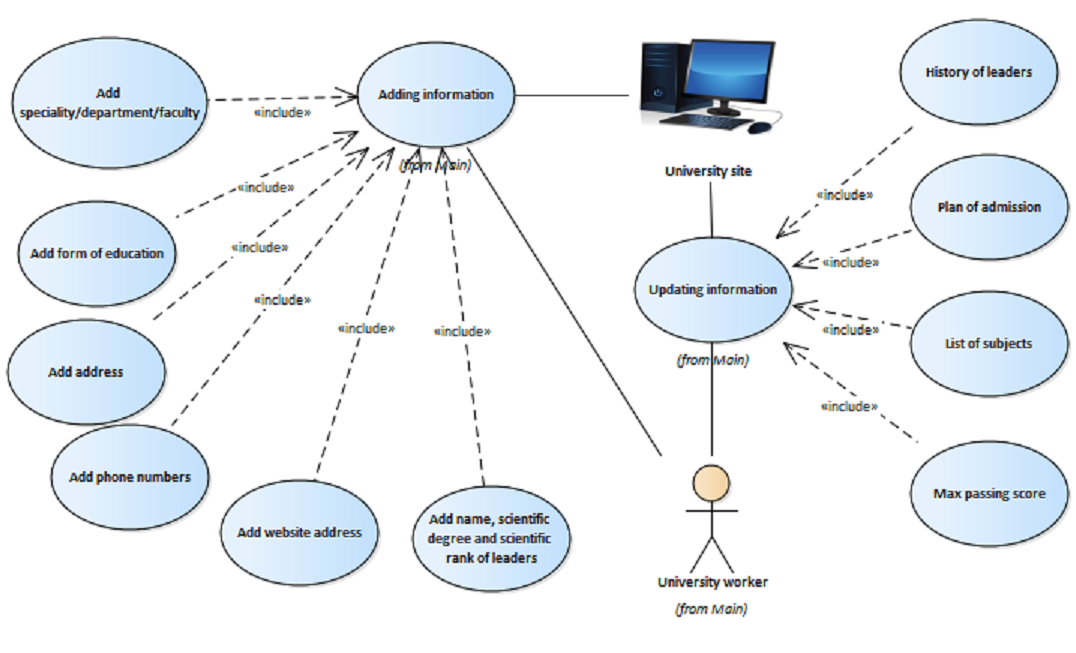 Add
speciality/department/faculty
«include»
Adding information
(from Main)
«include»
Add form of education
«include»
Add address
«include»
Add phone numbers
«include»
Add website address
«include»
Add name, scientific
degree and scientific
rank of leaders
University site
Updating information
(from Main)
University worker
(from Main)
History of leaders
«include»
Plan of admission
«include»
List of subjects
«include»
Max passing score
«include»